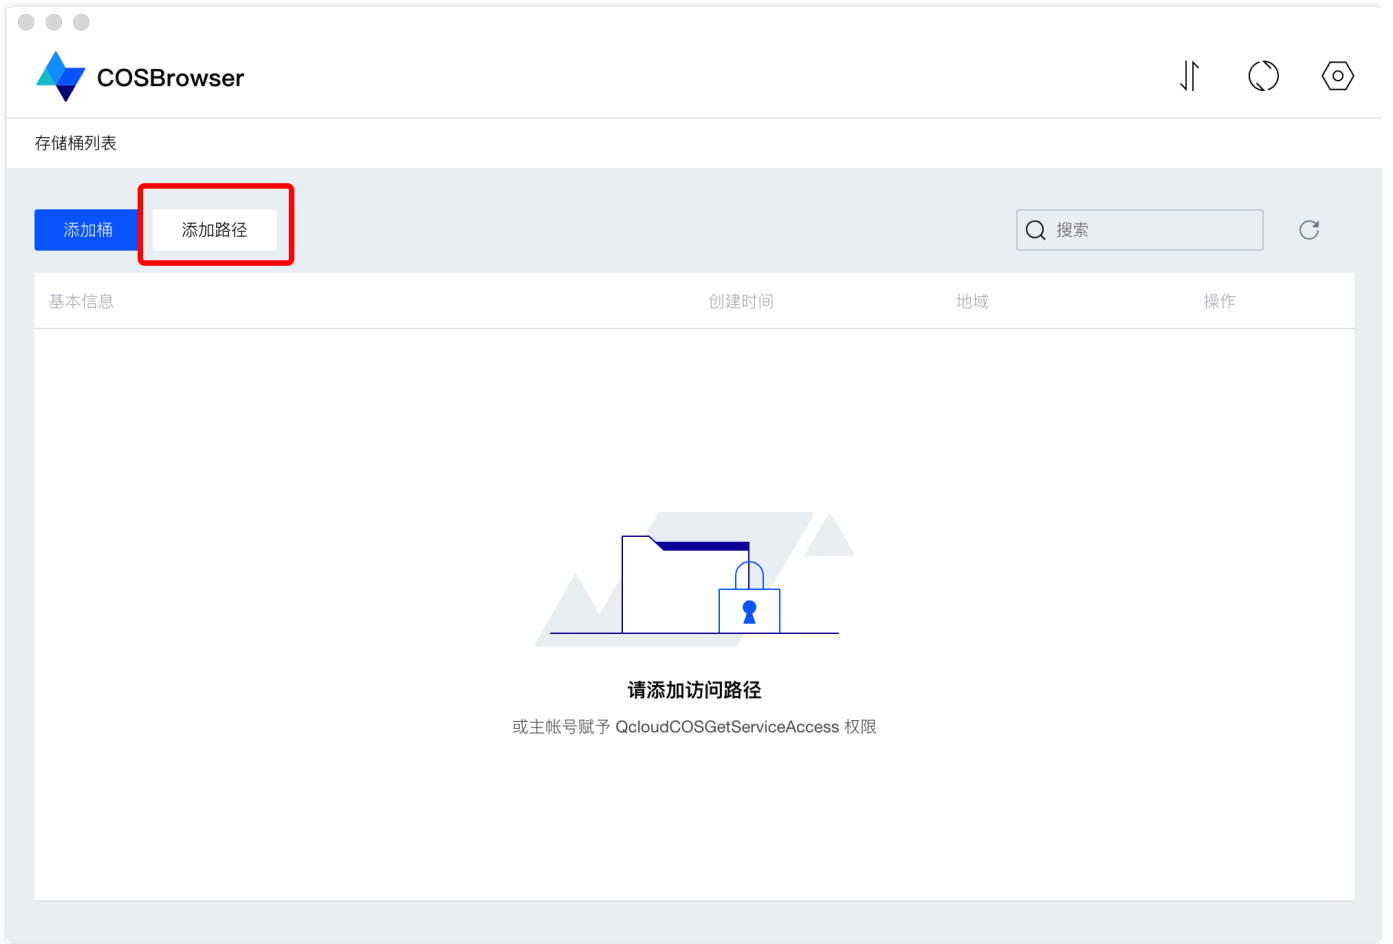 COSBrowser
存储桶列表
添加桶 添加路径 搜索
基本信息 创建时间 地域 操作
请添加访问路径
或主帐号赋予 QcloudCOSGetServiceAccess 权限